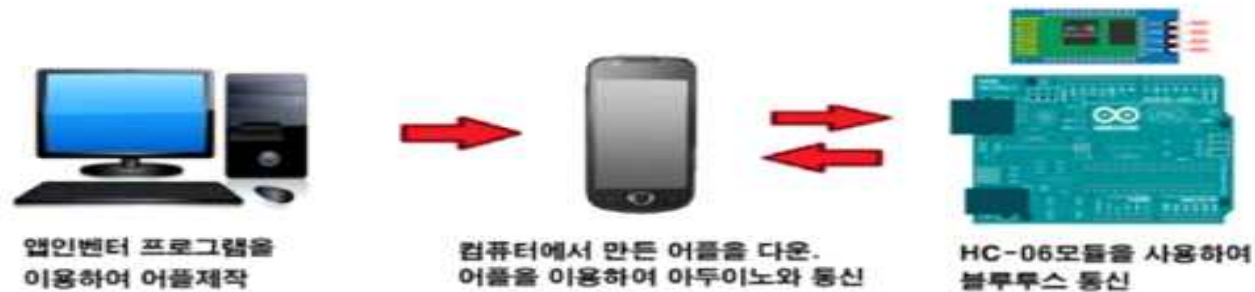 앱인벤터 프로그램을
이용하여 어플제작
컴퓨터에서 만든 어플을 다운.
어플을 이용하여 아두이노와 통신
HC-06모듈을 사용하여
블루투스 통신